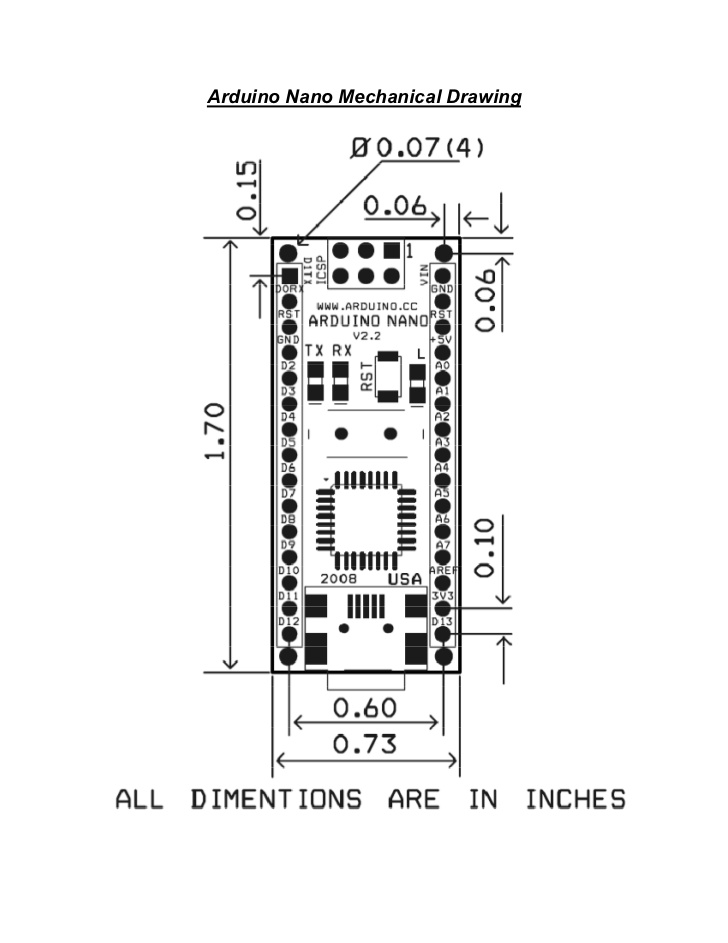 Arduino Nano Mechanical Drawing
Ø0.07(4)
0.15
0.06
0.06
1
D1TX
ICSP
VIN
D0RX
GND
WWW.ARDUINO.CC
RST
ARDUINO NANO
RST
V2.2
GND
+5V
TX RX
L
RST
D2
A0
D3
A1
D4
A2
1.70
D5
A3
D6
A4
D7
A5
D8
A6
D9
A7
0.10
D10
AREF
2008
USA
D11
3V3
D12
D13
0.60
0.73
ALL DIMENTIONS ARE IN INCHES